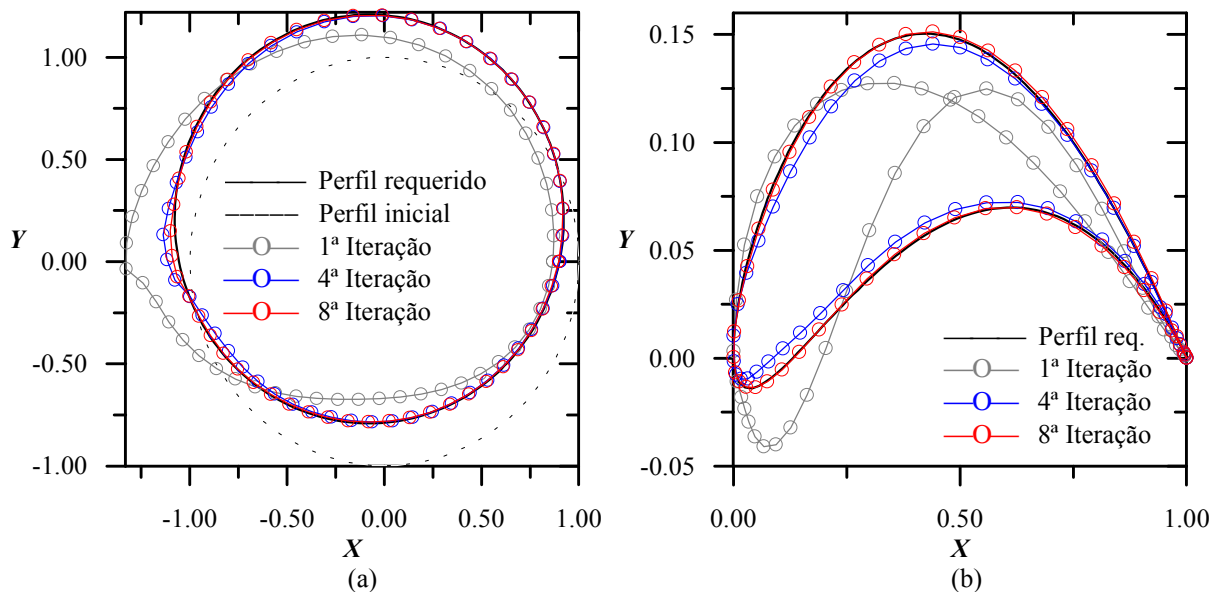 1.00
0.50
0.00
-0.50
-1.00
Y
-1.00
-0.50
0.00
0.50
1.00
X
Perfil requerido
Perfil inicial
1ª Iteração
4ª Iteração
8ª Iteração
(a)
0.15
0.10
0.05
0.00
-0.05
Y
0.00
0.50
1.00
X
Perfil req.
1ª Iteração
4ª Iteração
8ª Iteração
(b)